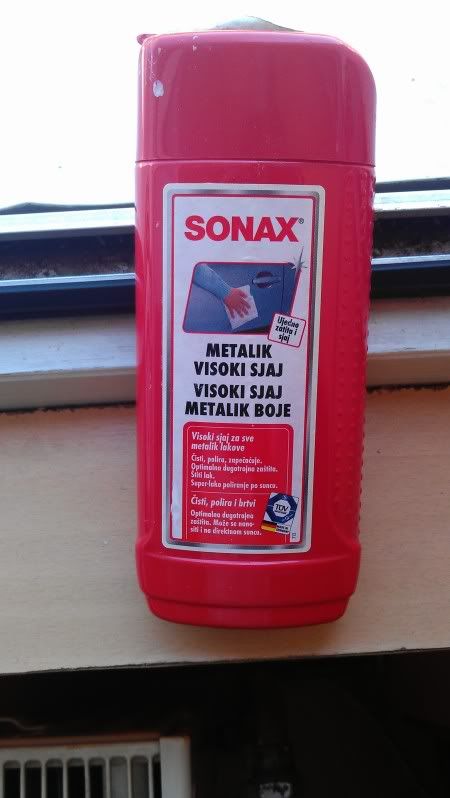 SONAX®
Ujedno
zaštita i
sjaj
METALIK
VISOKI SJAJ
VISOKI SJAJ
METALIK BOJE
Visoki sjaj za sve
metalik lakove
Čisti, polira, zapečaćuje.
Optimalna dugotrajna zaštita.
Štiti lak.
Super-lako poliranje po suncu.
Čisti, polira i brtvi
Optimalna dugotrajna
zaštita. Može se nano-
siti i na direktnom suncu.
TÜV